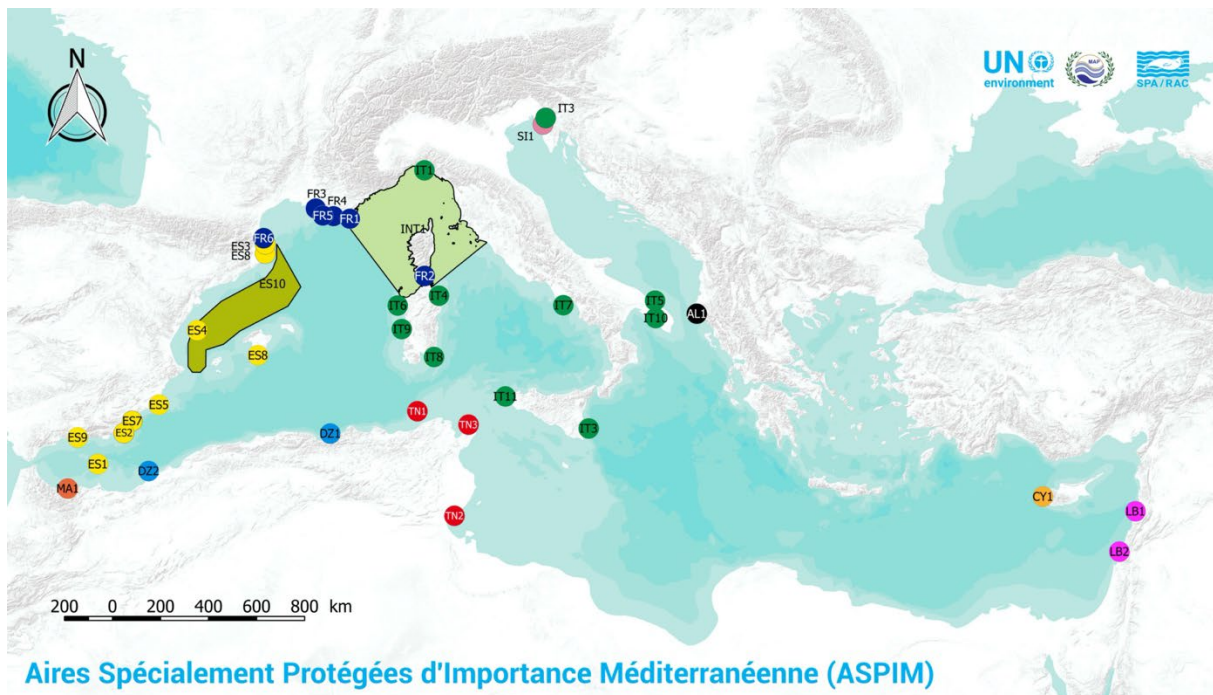 N
UN
environment
MAP
SPA/RAC
IT3
SI1
IT1
FR3
FR4
FR5
FR1
INT1
FR6
ES3
ES8
FR2
ES10
IT4
IT6
IT5
IT7
IT10
AL1
ES4
IT9
ES8
IT8
IT11
ES5
TN1
ES7
TN3
IT3
ES2
ES9
DZ1
ES1
DZ2
MA1
CY1
LB1
TN2
LB2
200 0 200 400 600 800 km
Aires Spécialement Protégées d'Importance Méditerranéenne (ASPIM)